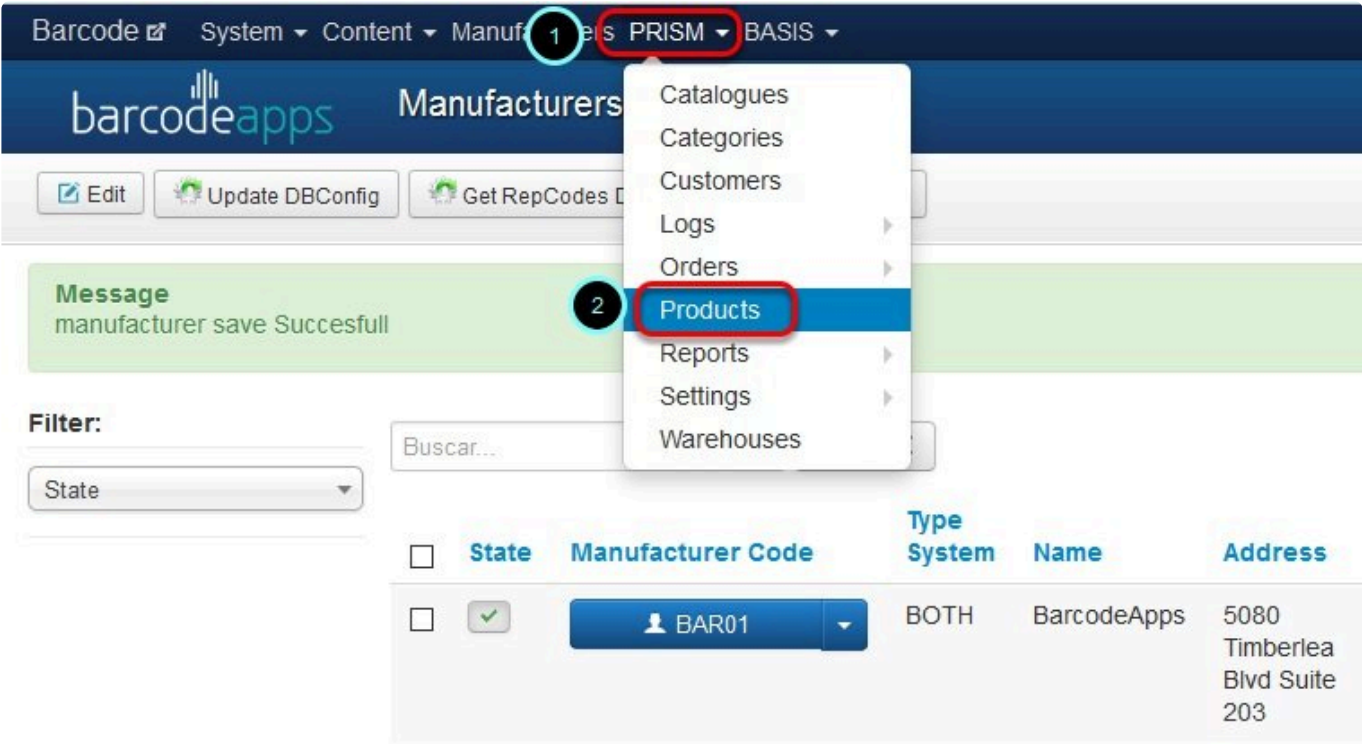 Barcode System Content Manuf ers PRISM BASIS
1
barcodeapps Manufacturers
Catalogues
Categories
Customers
Logs
Orders
Products
Reports
Settings
Warehouses
2
Edit Update DBConfig Get RepCodes
Message
manufacturer save Succesfull
Filter:
State
Buscar...
State Manufacturer Code Type System Name Address
BAR01 BOTH BarcodeApps 5080
Timberlea
Blvd Suite
203